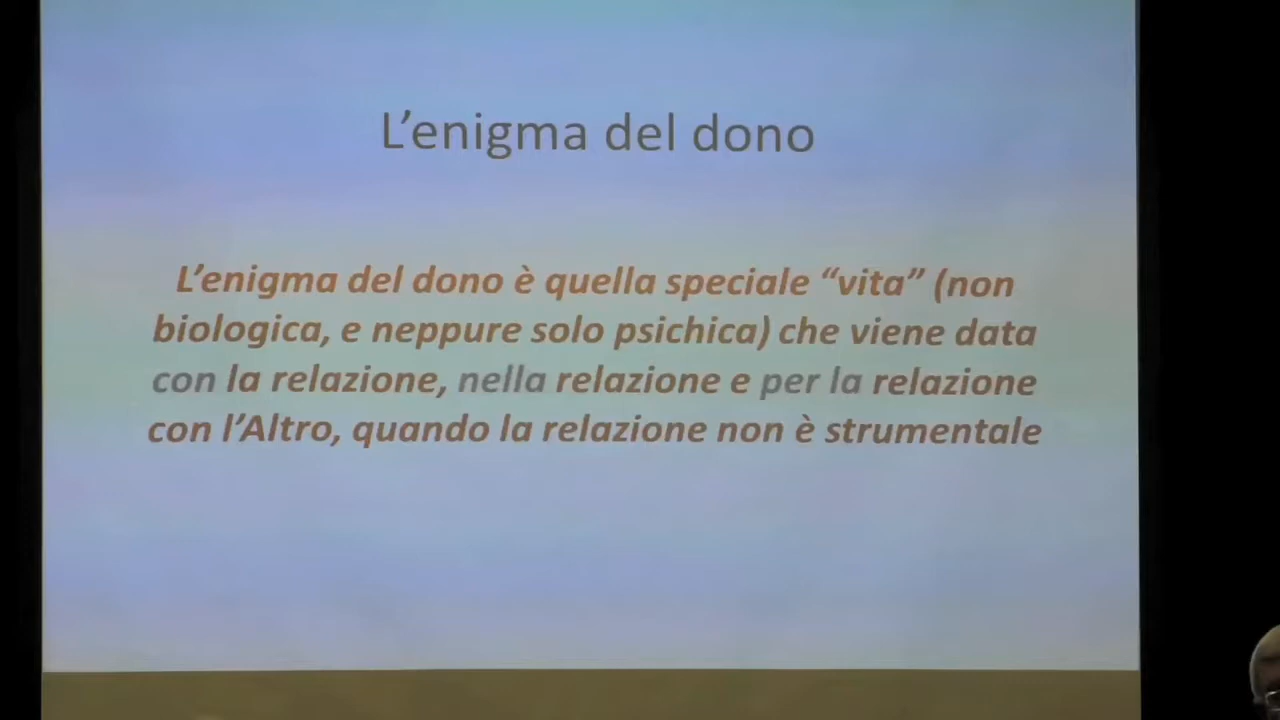 L’enigma del dono
L’enigma del dono è quella speciale “vita” (non
biologica, e neppure solo psichica) che viene data
con la relazione, nella relazione e per la relazione
con l’Altro, quando la relazione non è strumentale